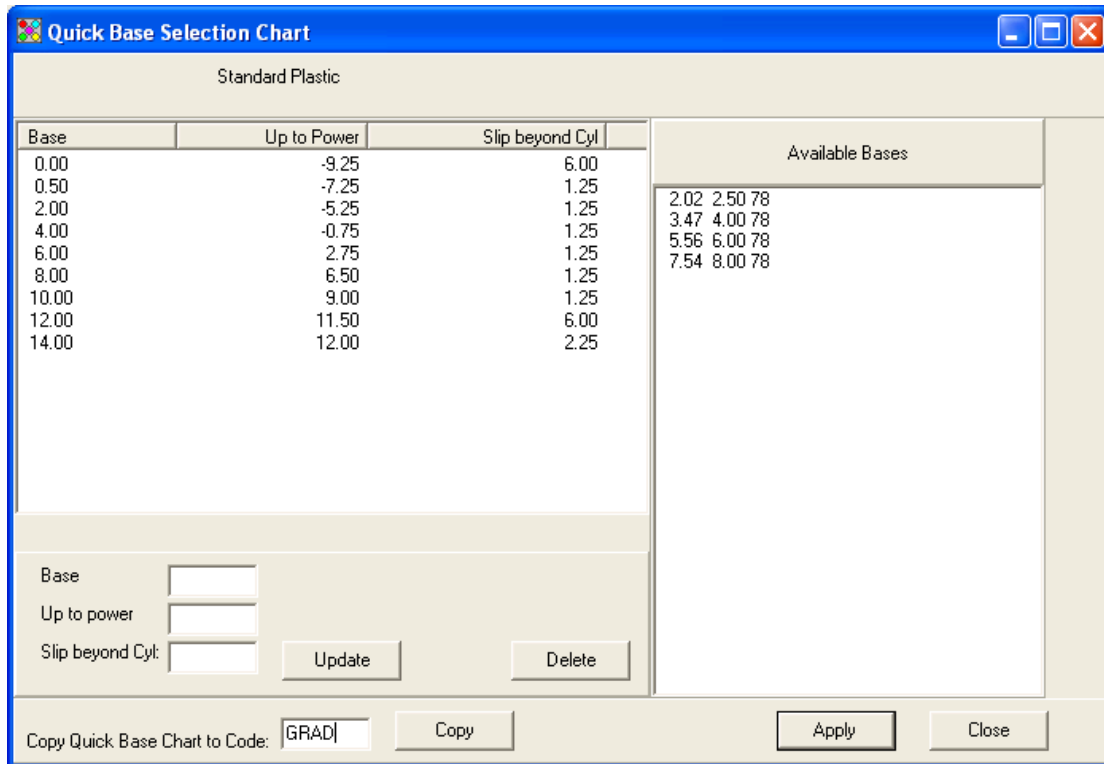 Quick Base Selection Chart
Standard Plastic
Base Up to Power Slip beyond Cyl
0.00 -9.25 6.00
0.50 -7.25 1.25
2.00 -5.25 1.25
4.00 -0.75 1.25
6.00 2.75 1.25
8.00 6.50 1.25
10.00 9.00 1.25
12.00 11.50 6.00
14.00 12.00 2.25
Available Bases
2.02 2.50 78
3.47 4.00 78
5.56 6.00 78
7.54 8.00 78
Base
Up to power
Slip beyond Cyl:
Update Delete
Copy Quick Base Chart to Code: GRAD Copy Apply Close